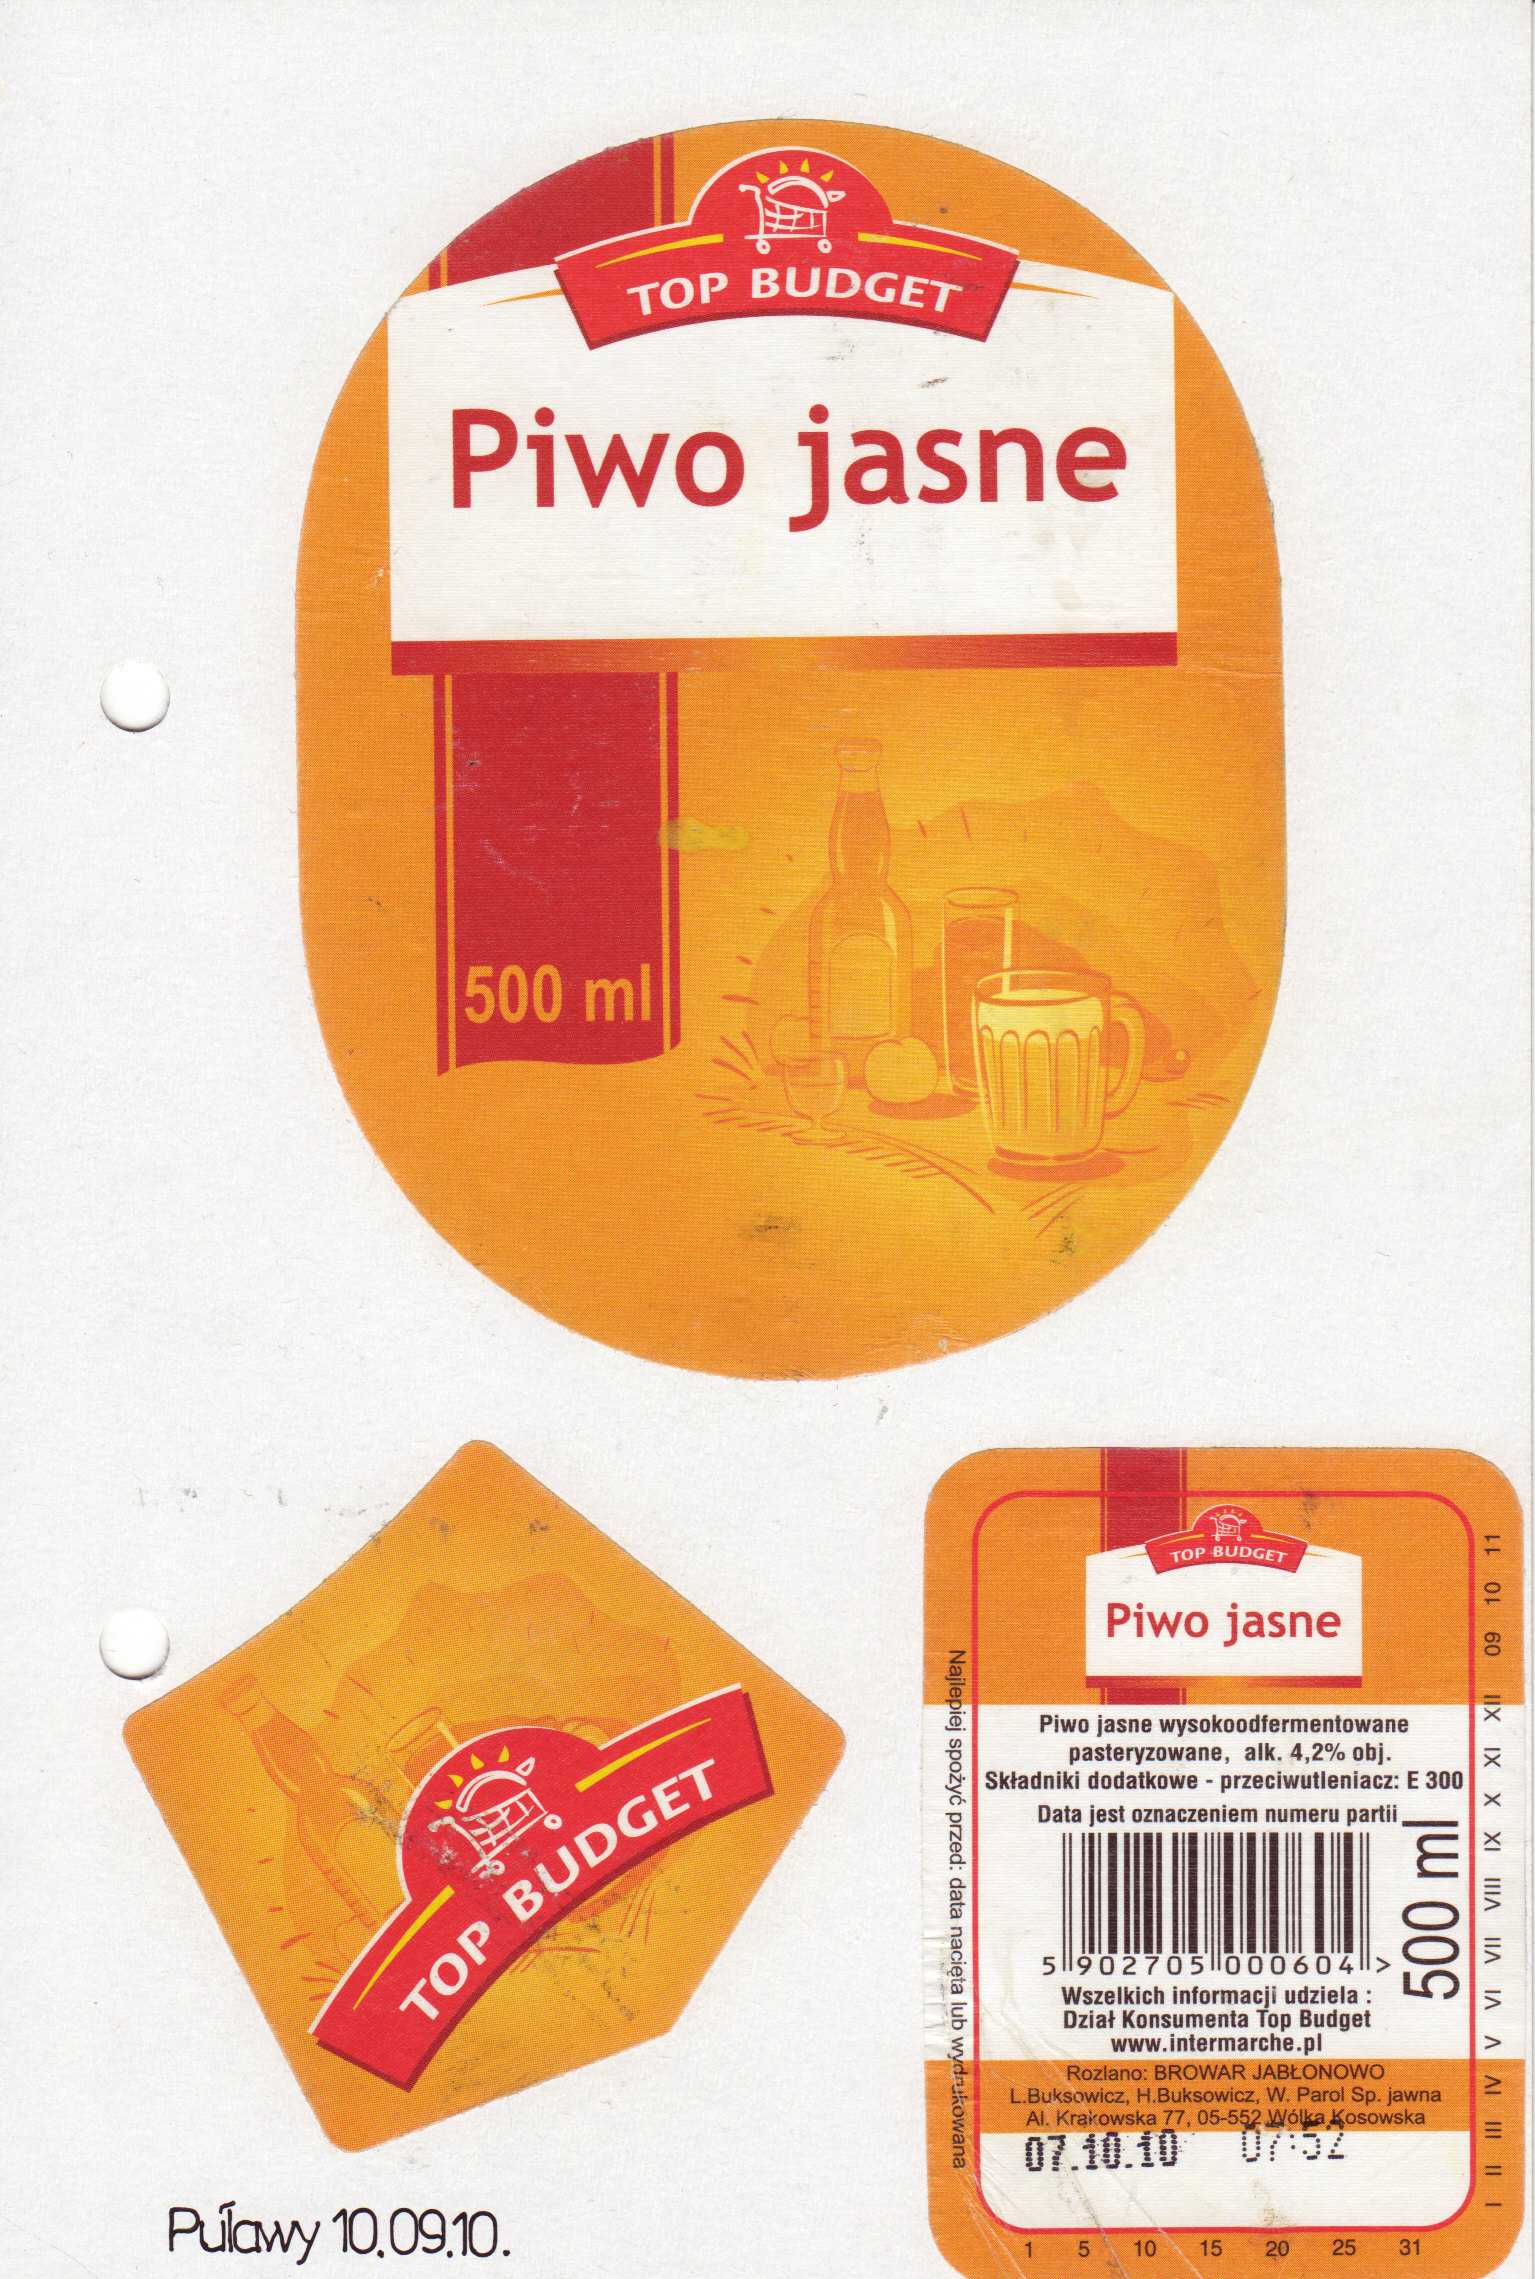 TOP BUDGET
Piwo jasne
500 ml
TOP BUDGET
TOP BUDGET
Piwo jasne
Piwo jasne wysokoodfermentowane
pasteryzowane, alk. 4,2% obj.
Składniki dodatkowe - przeciwutleniacz: E 300
Data jest oznaczeniem numeru partii
5 902705 000604 >
500 ml
Wszelkich informacji udziela :
Dział Konsumenta Top Budget
www.intermarche.pl
Rozlano: BROWAR JABŁONOWO
L.Buksowicz, H.Buksowicz, W. Parol Sp. jawna
Al. Krakowska 77, 05-552 Wólka Kosowska
07.10.10 07:52
Najlepiej spożyć przed: data nacięta lub wydrukowana
I II III IV V VI VII VIII IX X XI XII 09 10 11
1 5 10 15 20 25 31
Puławy 10.09.10.